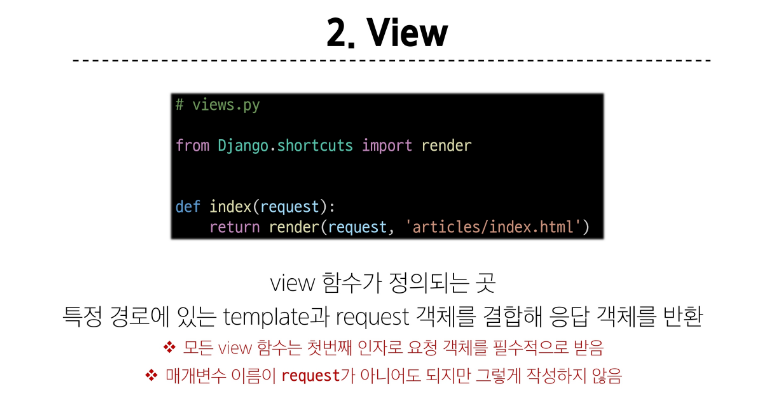 2. View
# views.py
from Django.shortcuts import render
def index(request):
    return render(request, 'articles/index.html')
view 함수가 정의되는 곳
특정 경로에 있는 template과 request 객체를 결합해 응답 객체를 반환
❖ 모든 view 함수는 첫번째 인자로 요청 객체를 필수적으로 받음
❖ 매개변수 이름이 request가 아니어도 되지만 그렇게 작성하지 않음